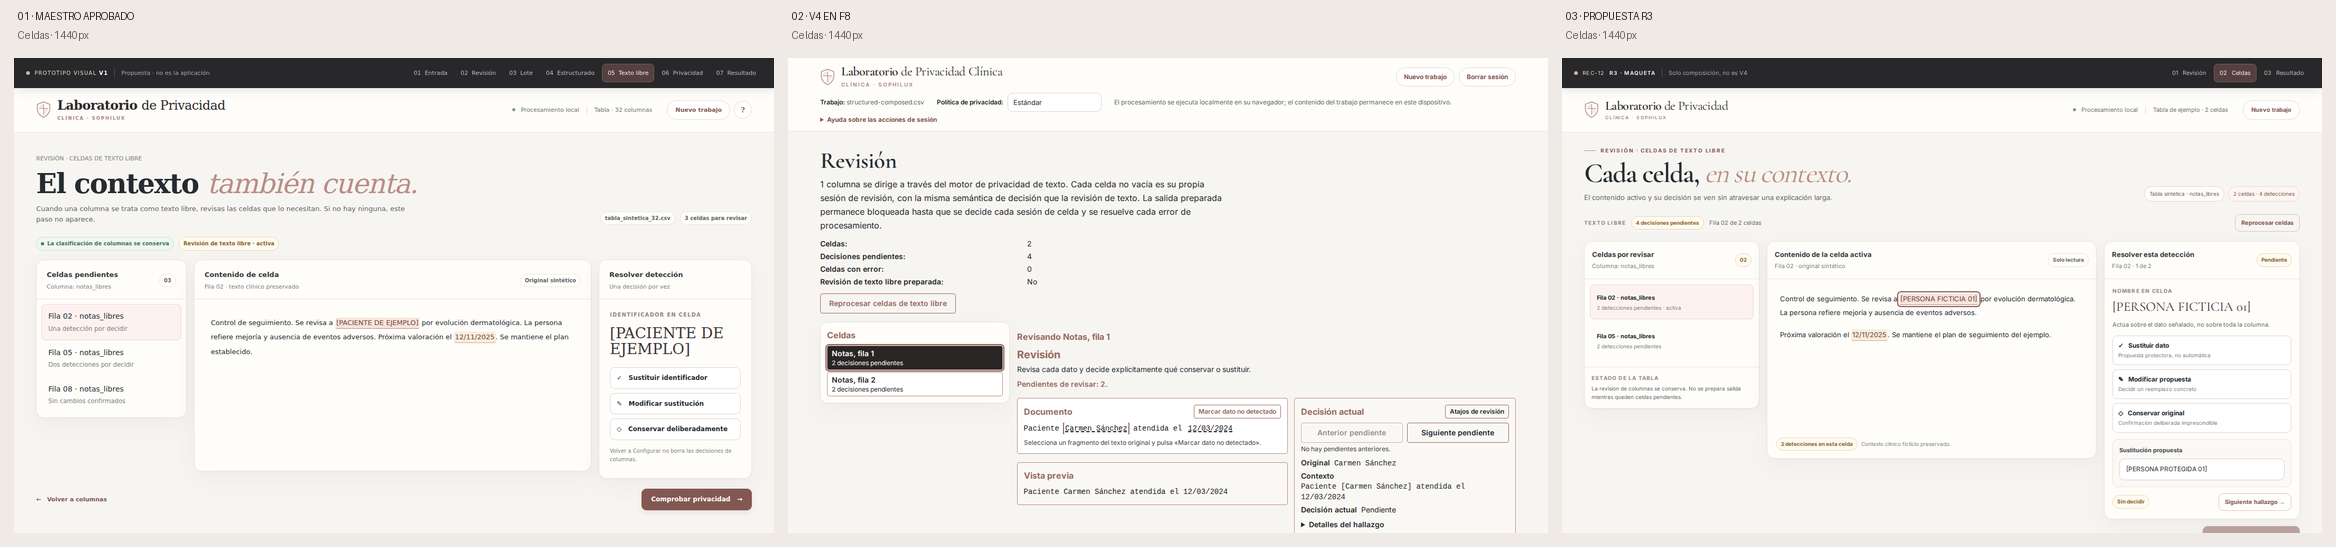 01 · MAESTRO APROBADO
Celdas · 1440px
PROTOTIPO VISUAL V1
Propuesta · no es la aplicación
01 Entrada
02 Revisión
03 Lote
04 Estructurado
05 Texto libre
06 Privacidad
07 Resultado
Laboratorio de Privacidad
CLÍNICA · SOPHILUX
Procesamiento local
Tabla · 32 columnas
Nuevo trabajo
?
REVISIÓN · CELDAS DE TEXTO LIBRE
El contexto también cuenta.
Cuando una columna se trata como texto libre, revisas las celdas que lo necesitan. Si no hay ninguna, este
paso no aparece.
tabla_sintetica_32.csv
3 celdas para revisar
La clasificación de columnas se conserva
Revisión de texto libre · activa
Celdas pendientes
Columna: notas_libres
03
Fila 02 · notas_libres
Una detección por decidir
Fila 05 · notas_libres
Dos detecciones por decidir
Fila 08 · notas_libres
Sin cambios confirmados
Contenido de celda
Fila 02 · texto clínico preservado
Original sintético
Control de seguimiento. Se revisa a [PACIENTE DE EJEMPLO] por evolución dermatológica. La persona
refiere mejoría y ausencia de eventos adversos. Próxima valoración el 12/11/2025. Se mantiene el plan
establecido.
Resolver detección
Una decisión por vez
IDENTIFICADOR EN CELDA
[PACIENTE DE
EJEMPLO]
✓ Sustituir identificador
✎ Modificar sustitución
◇ Conservar deliberadamente
Volver a Configurar no borra las decisiones de
columnas.
← Volver a columnas
Comprobar privacidad →
02 · V4 EN F8
Celdas · 1440px
Laboratorio de Privacidad Clínica
CLÍNICA · SOPHILUX
Nuevo trabajo
Borrar sesión
Trabajo: structured-composed.csv
Política de privacidad:
Estándar
El procesamiento se ejecuta localmente en su navegador; el contenido del trabajo permanece en este dispositivo.
▶ Ayuda sobre las acciones de sesión
Revisión
1 columna se dirige a través del motor de privacidad de texto. Cada celda no vacía es su propia
sesión de revisión, con la misma semántica de decisión que la revisión de texto. La salida preparada
permanece bloqueada hasta que se decide cada sesión de celda y se resuelve cada error de
procesamiento.
Celdas: 2
Decisiones pendientes: 4
Celdas con error: 0
Revisión de texto libre preparada: No
Reprocesar celdas de texto libre
Celdas
Notas, fila 1
2 decisiones pendientes
Notas, fila 2
2 decisiones pendientes
Revisando Notas, fila 1
Revisión
Revisa cada dato y decide explícitamente qué conservar o sustituir.
Pendientes de revisar: 2.
Documento
Marcar dato no detectado
Paciente Carmen Sánchez atendida el 12/03/2024
Selecciona un fragmento del texto original y pulsa «Marcar dato no detectado».
Vista previa
Paciente Carmen Sánchez atendida el 12/03/2024
Decisión actual
Atajos de revisión
Anterior pendiente
Siguiente pendiente
No hay pendientes anteriores.
Original Carmen Sánchez
Contexto
Paciente [Carmen Sánchez] atendida el
12/03/2024
Decisión actual Pendiente
▶ Detalles del hallazgo
03 · PROPUESTA R3
Celdas · 1440px
REC-12 R3 · MAQUETA
Solo composición, no es V4
01 Revisión
02 Celdas
03 Resultado
Laboratorio de Privacidad
CLÍNICA · SOPHILUX
Procesamiento local
Tabla de ejemplo · 2 celdas
Nuevo trabajo
REVISIÓN · CELDAS DE TEXTO LIBRE
Cada celda, en su contexto.
El contenido activo y su decisión se ven sin atravesar una explicación larga.
Tabla sintética · notas_libres
2 celdas · 4 detecciones
TEXTO LIBRE
4 decisiones pendientes
Fila 02 de 2 celdas
Reprocesar celdas
Celdas por revisar
Columna: notas_libres
02
Fila 02 · notas_libres
2 detecciones pendientes · activa
Fila 05 · notas_libres
2 detecciones pendientes
ESTADO DE LA TABLA
La revisión de columnas se conserva. No se prepara salida
mientras queden celdas pendientes.
Contenido de la celda activa
Fila 02 · original sintético
Solo lectura
Control de seguimiento. Se revisa a [PERSONA FICTICIA 01] por evolución dermatológica.
La persona refiere mejoría y ausencia de eventos adversos.
Próxima valoración el 12/11/2025. Se mantiene el plan de seguimiento del ejemplo.
2 detecciones en esta celda
Contexto clínico ficticio preservado.
Resolver esta detección
Fila 02 · 1 de 2
Pendiente
NOMBRE EN CELDA
[PERSONA FICTICIA 01]
Actúa sobre el dato señalado, no sobre toda la columna.
✓ Sustituir dato
Propuesta protectora, no automática
✎ Modificar propuesta
Decidir un reemplazo concreto
◇ Conservar original
Confirmación deliberada imprescindible
Sustitución propuesta
[PERSONA PROTEGIDA 01]
Sin decidir
Siguiente hallazgo →